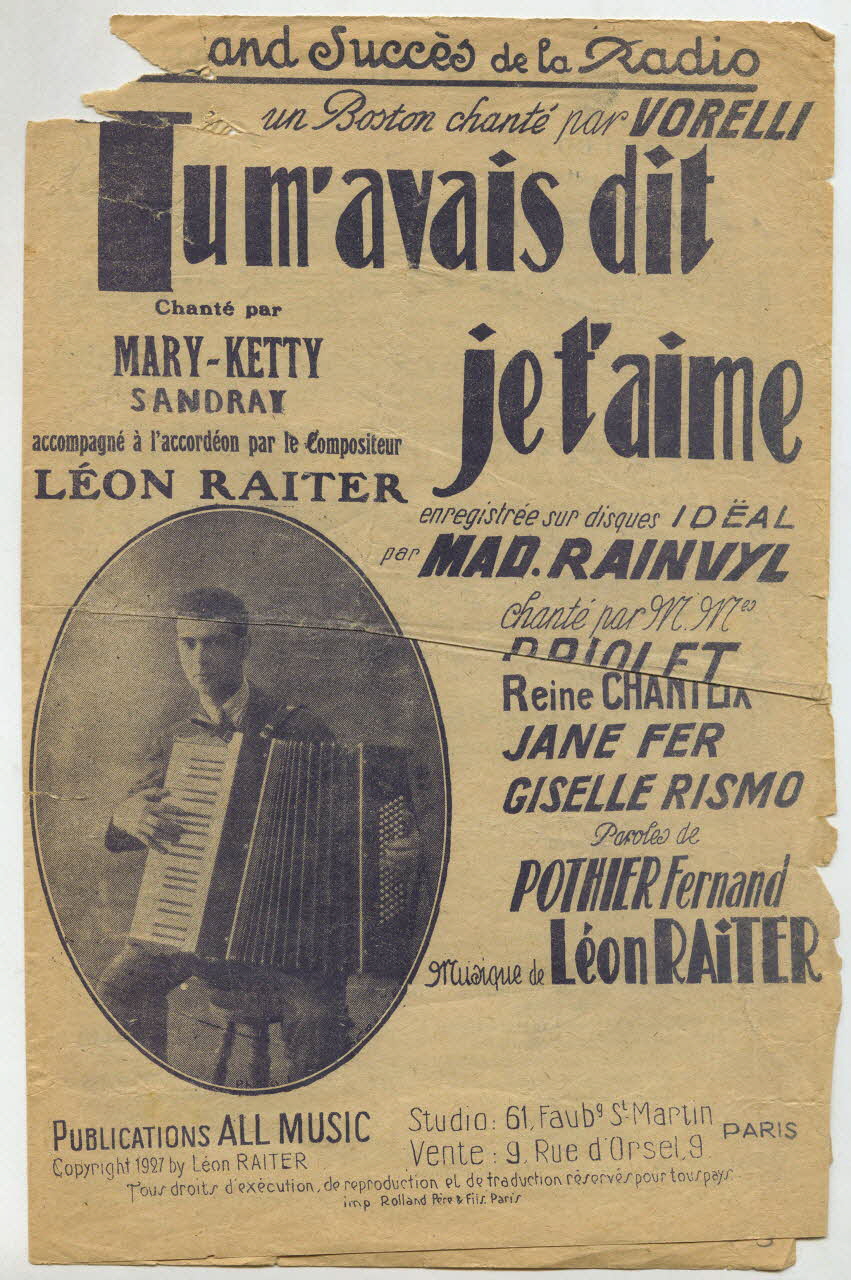 and Succès de la Radio
un Boston chanté par VORELLI
Tu m'avais dit
je t'aime
Chanté par
MARY-KETTY
SANDRAY
accompagné à l'accordéon par le Compositeur
LÉON RAITER
enregistrée sur disques IDËAL
par MAD. RAINVYL
chanté par M. Mes
PRIOLET
Reine CHANTEIX
JANE FER
GISELLE RISMO
Paroles de
POTHIER Fernand
Musique de Léon RAiTER
PUBLICATIONS ALL MUSIC
Copyright 1927 by Léon RAITER
Studio: 61, Faubg St Martin
Vente : 9, Rue d'Orsel, 9
PARIS
Tous droits d'exécution, de reproduction et de traduction réservés pour tous pays
imp Rolland Père & Fils. Paris